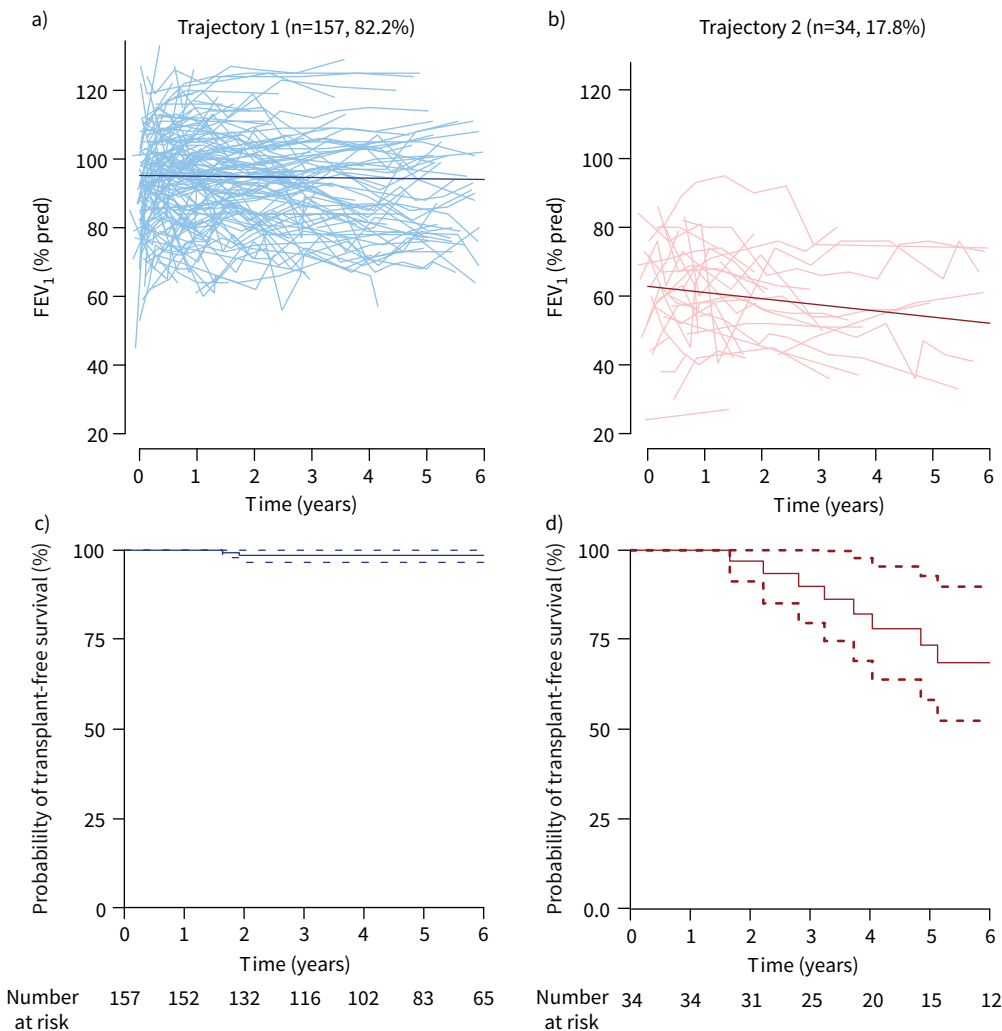 a)
Trajectory 1 (n=157, 82.2%)
FEV1 (% pred)
120
100
80
60
40
20
0 1 2 3 4 5 6
Time (years)
b)
Trajectory 2 (n=34, 17.8%)
FEV1 (% pred)
120
100
80
60
40
20
0 1 2 3 4 5 6
Time (years)
c)
Probabililty of transplant-free survival (%)
100
75
50
25
0
0 1 2 3 4 5 6
Time (years)
Number at risk
157 152 132 116 102 83 65
d)
Probabililty of transplant-free survival (%)
100
75
50
25
0.0
0 1 2 3 4 5 6
Time (years)
Number at risk
34 34 31 25 20 15 12